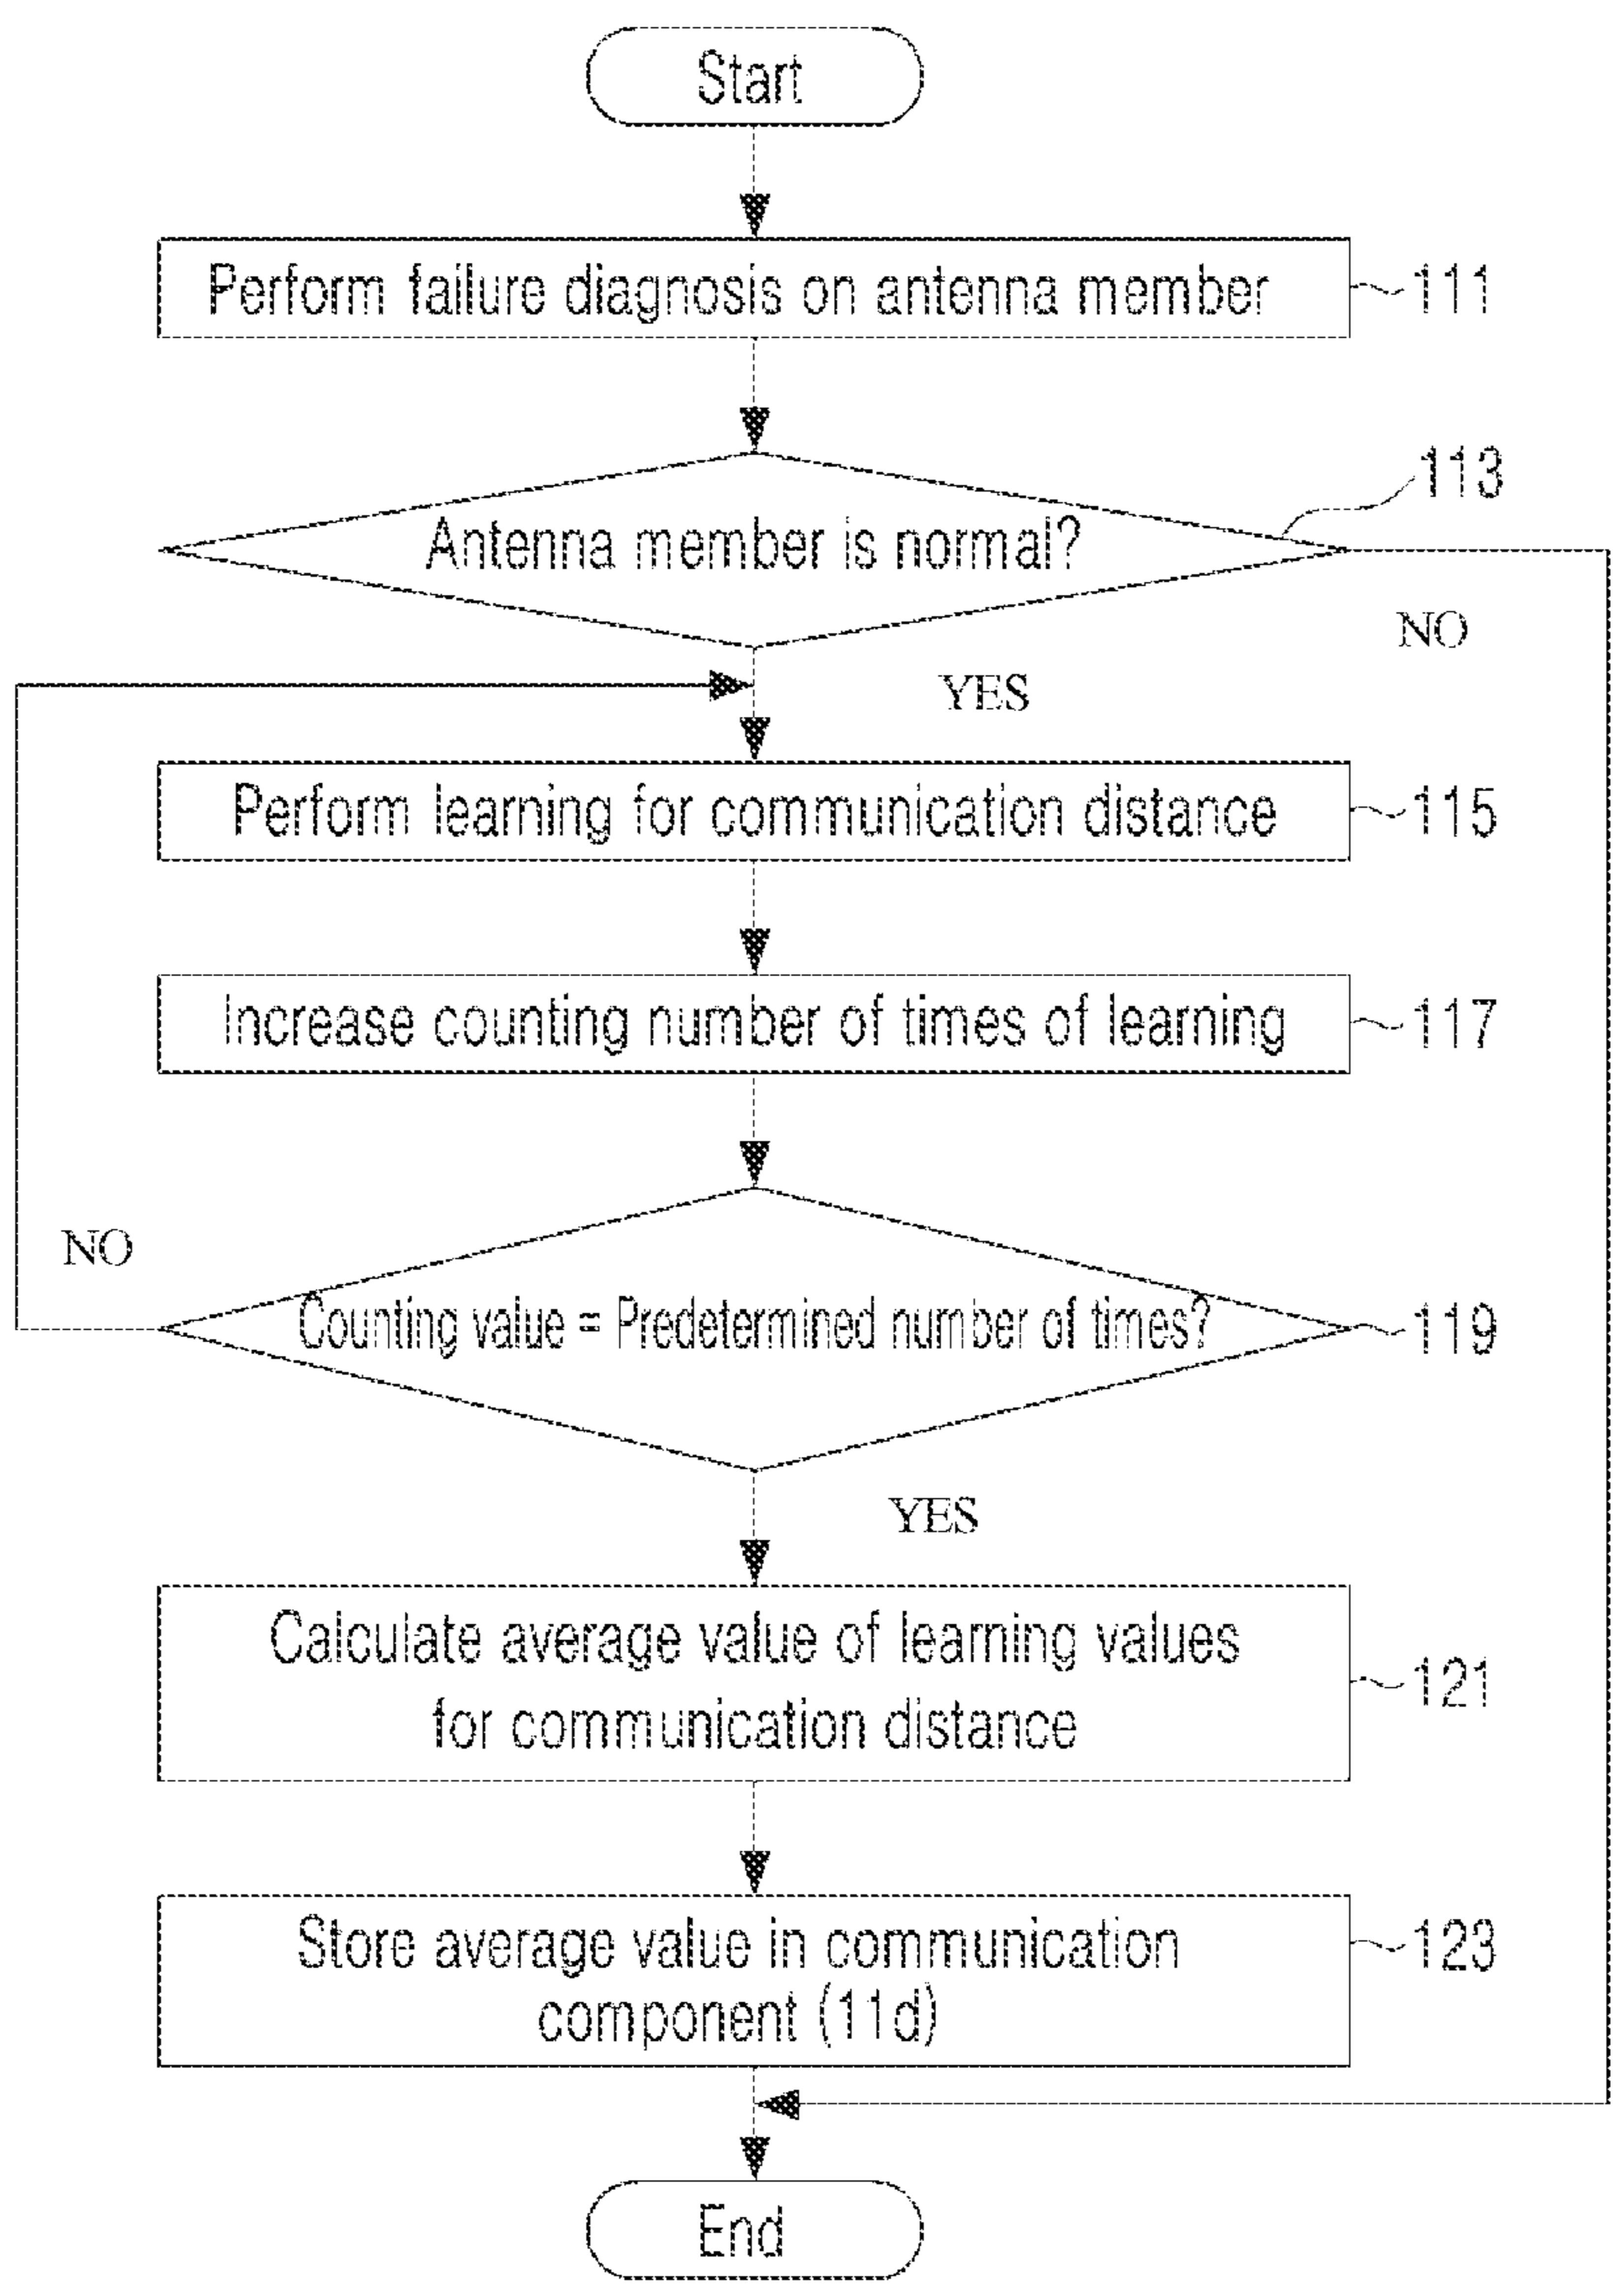 Start
Perform failure diagnosis on antenna member
111
113
Antenna member is normal?
NO
YES
Perform learning for communication distance
115
Increase counting number of times of learning
117
NO
Counting value = Predetermined number of times?
119
YES
Calculate average value of learning values
for communication distance
121
Store average value in communication
component (11d)
123
End